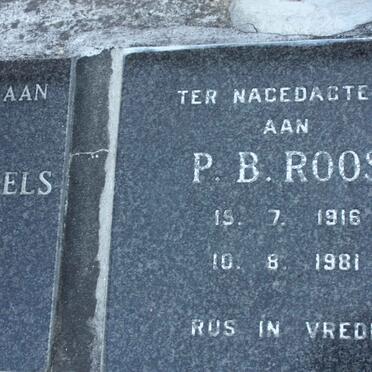 AAN
ELS
TER NAGEDAGTE
AAN
P. B. ROOS
15. 7. 1916
10. 8. 1981
RUS IN VRED